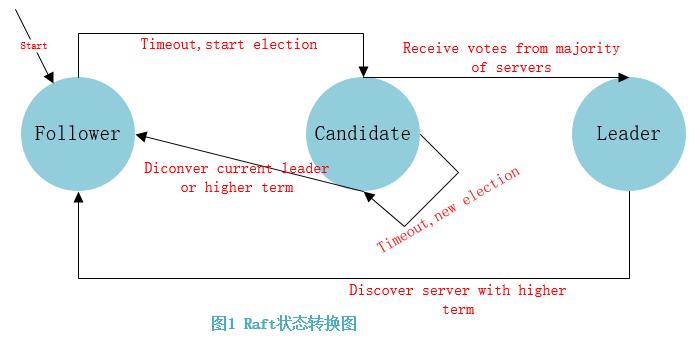 Start
Timeout,start election
Receive votes from majority
of servers
Follower
Candidate
Leader
Diconver current leader
or higher term
Timeout,new election
Discover server with higher
term
图1 Raft状态转换图